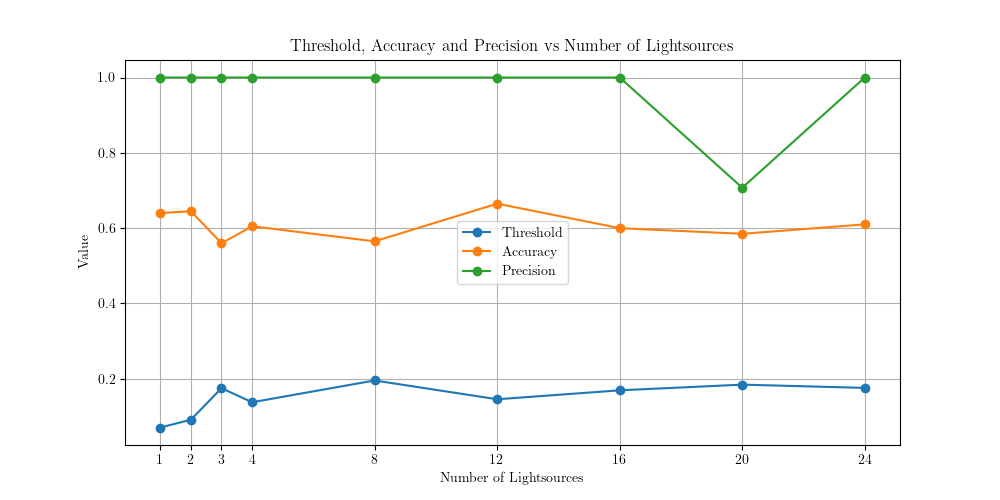 Threshold, Accuracy and Precision vs Number of Lightsources
1.0
0.8
0.6
0.4
0.2
Value
Threshold
Accuracy
Precision
1 2 3 4 8 12 16 20 24
Number of Lightsources